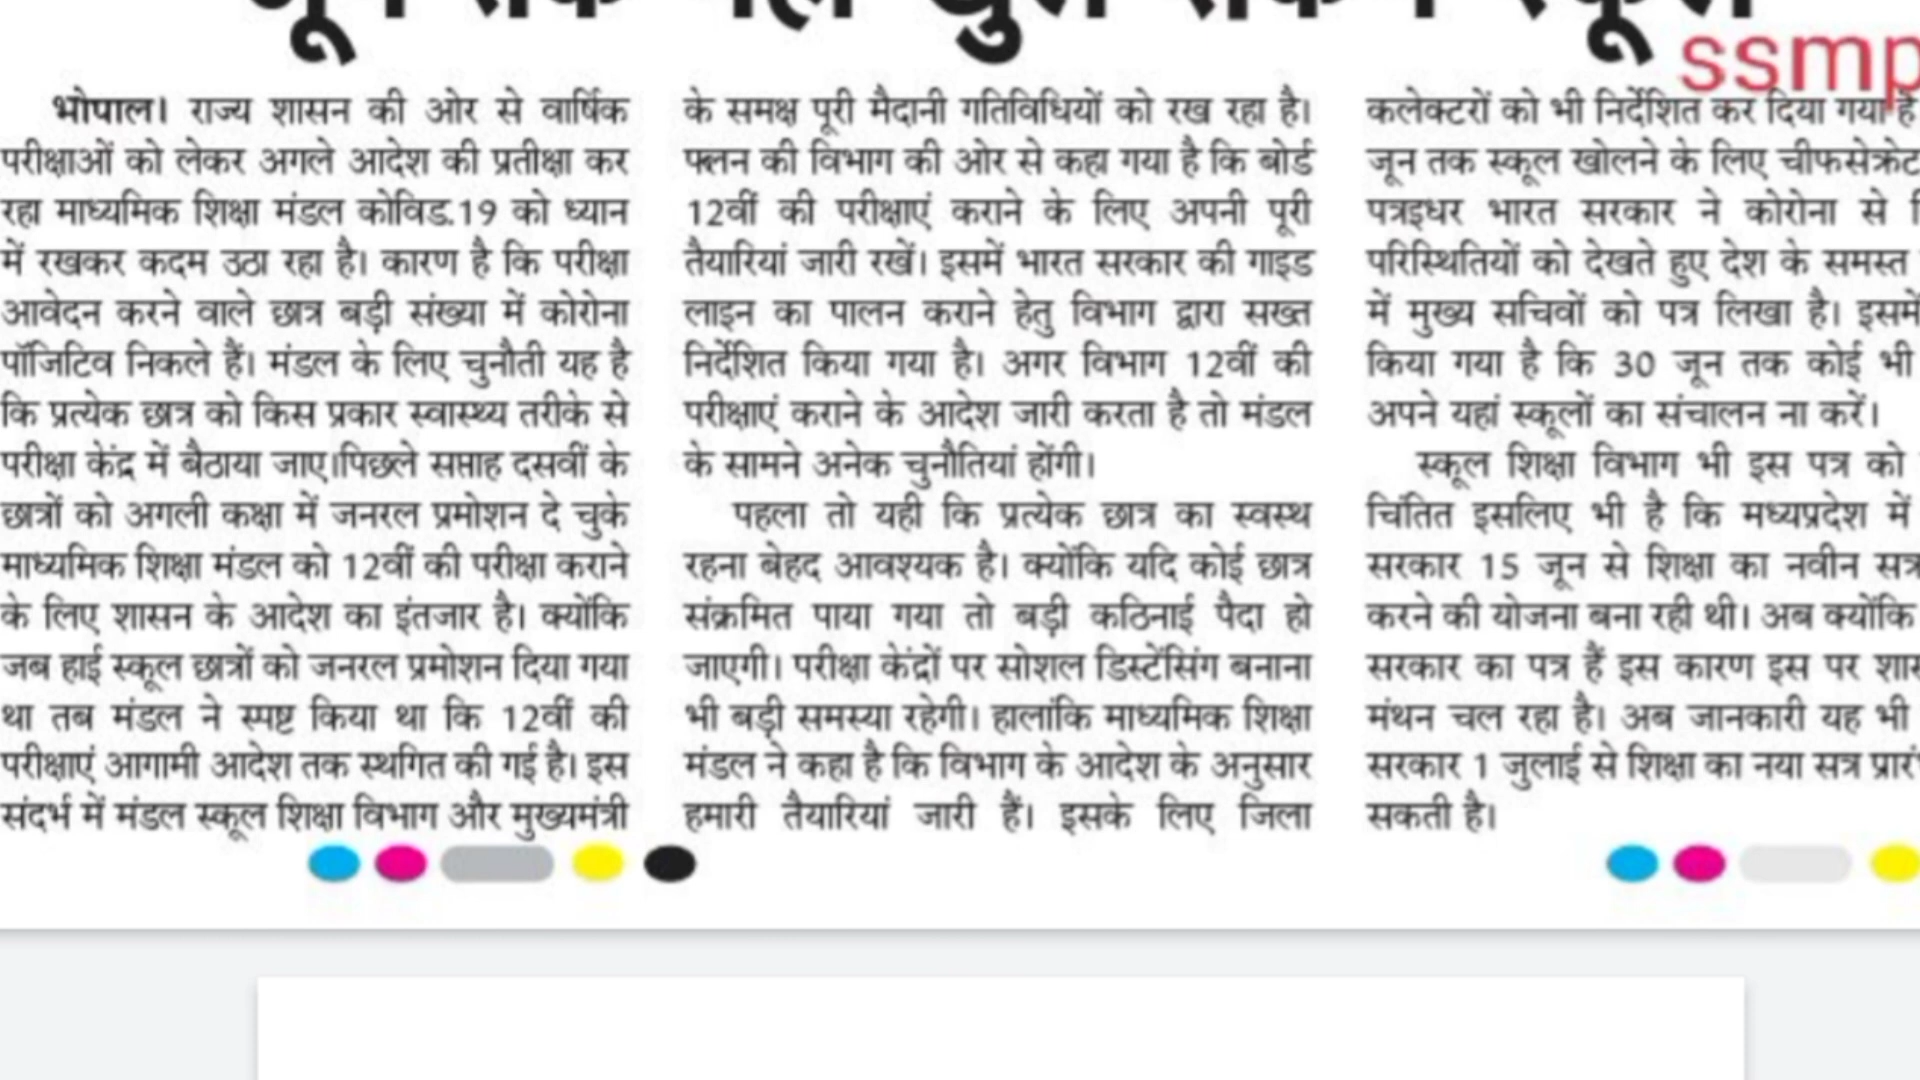 ssmp
भोपाल। राज्य शासन की ओर से वार्षिक
परीक्षाओं को लेकर अगले आदेश की प्रतीक्षा कर
रहा माध्यमिक शिक्षा मंडल कोविड.19 को ध्यान
में रखकर कदम उठा रहा है। कारण है कि परीक्षा
आवेदन करने वाले छात्र बड़ी संख्या में कोरोना
पॉजिटिव निकले हैं। मंडल के लिए चुनौती यह है
कि प्रत्येक छात्र को किस प्रकार स्वास्थ्य तरीके से
परीक्षा केंद्र में बैठाया जाए।पिछले सप्ताह दसवीं के
छात्रों को अगली कक्षा में जनरल प्रमोशन दे चुके
माध्यमिक शिक्षा मंडल को 12वीं की परीक्षा कराने
के लिए शासन के आदेश का इंतजार है। क्योंकि
जब हाई स्कूल छात्रों को जनरल प्रमोशन दिया गया
था तब मंडल ने स्पष्ट किया था कि 12वीं की
परीक्षाएं आगामी आदेश तक स्थगित की गई है। इस
संदर्भ में मंडल स्कूल शिक्षा विभाग और मुख्यमंत्री
के समक्ष पूरी मैदानी गतिविधियों को रख रहा है।
फ्लन की विभाग की ओर से कहा गया है कि बोर्ड
12वीं की परीक्षाएं कराने के लिए अपनी पूरी
तैयारियां जारी रखें। इसमें भारत सरकार की गाइड
लाइन का पालन कराने हेतु विभाग द्वारा सख्त
निर्देशित किया गया है। अगर विभाग 12वीं की
परीक्षाएं कराने के आदेश जारी करता है तो मंडल
के सामने अनेक चुनौतियां होंगी।
पहला तो यही कि प्रत्येक छात्र का स्वस्थ
रहना बेहद आवश्यक है। क्योंकि यदि कोई छात्र
संक्रमित पाया गया तो बड़ी कठिनाई पैदा हो
जाएगी। परीक्षा केंद्रों पर सोशल डिस्टेंसिंग बनाना
भी बड़ी समस्या रहेगी। हालांकि माध्यमिक शिक्षा
मंडल ने कहा है कि विभाग के आदेश के अनुसार
हमारी तैयारियां जारी हैं। इसके लिए जिला
कलेक्टरों को भी निर्देशित कर दिया गया है
जून तक स्कूल खोलने के लिए
पत्रइधर भारत सरकार ने कोरोना से
परिस्थितियों को देखते हुए देश के समस्त
में मुख्य सचिवों को पत्र लिखा है। इसमें
किया गया है कि 30 जून तक कोई भी
अपने यहां स्कूलों का संचालन ना करें।
स्कूल शिक्षा विभाग भी इस पत्र को
चिंतित इसलिए भी है कि मध्यप्रदेश में
सरकार 15 जून से शिक्षा का नवीन सत्र
करने की योजना बना रही थी। अब क्योंकि
सरकार का पत्र हैं इस कारण इस पर
मंथन चल रहा है। अब जानकारी यह भी
सरकार 1 जुलाई से शिक्षा का नया सत्र
सकती है।